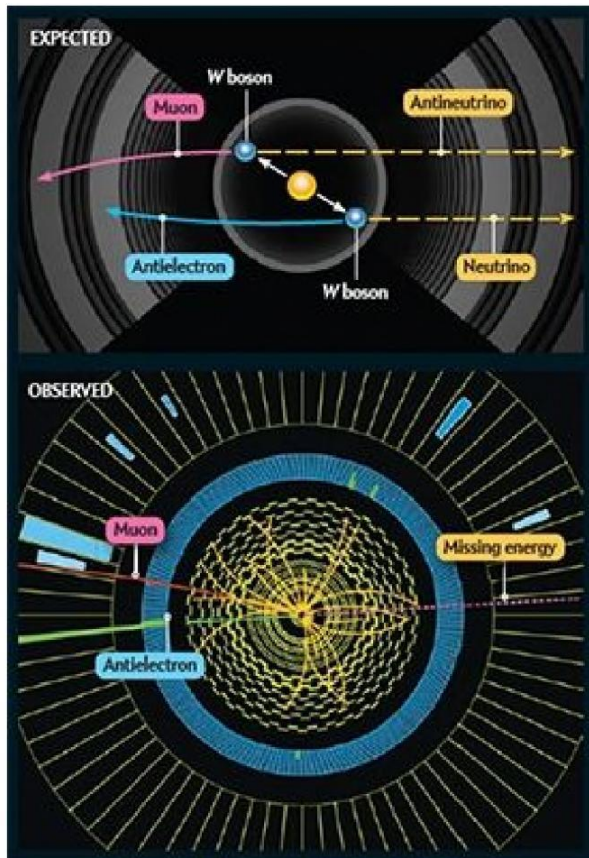 EXPECTED
W boson
Muon
Antineutrino
Antielectron
Neutrino
W boson
OBSERVED
Muon
Missing energy
Antielectron